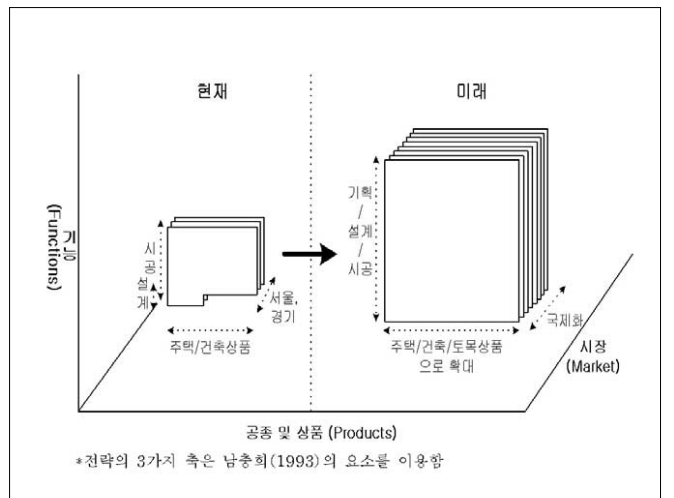 현재
미래
기능
(Functions)
시공
설계
서울,
경기
주택/건축상품
기획
/
설계
/
시공
국제화
주택/건축/토목상품
으로 확대
시장
(Market)
공종 및 상품 (Products)
*전략의 3가지 축은 남충희(1993)의 요소를 이용함